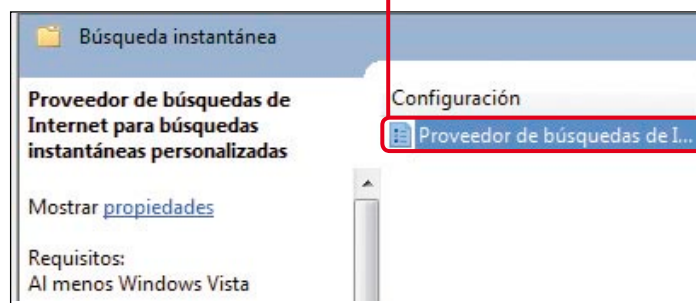 Búsqueda instantánea
Proveedor de búsquedas de
Internet para búsquedas
instantáneas personalizadas
Mostrar propiedades
Requisitos:
Al menos Windows Vista
Configuración
Proveedor de búsquedas de I...